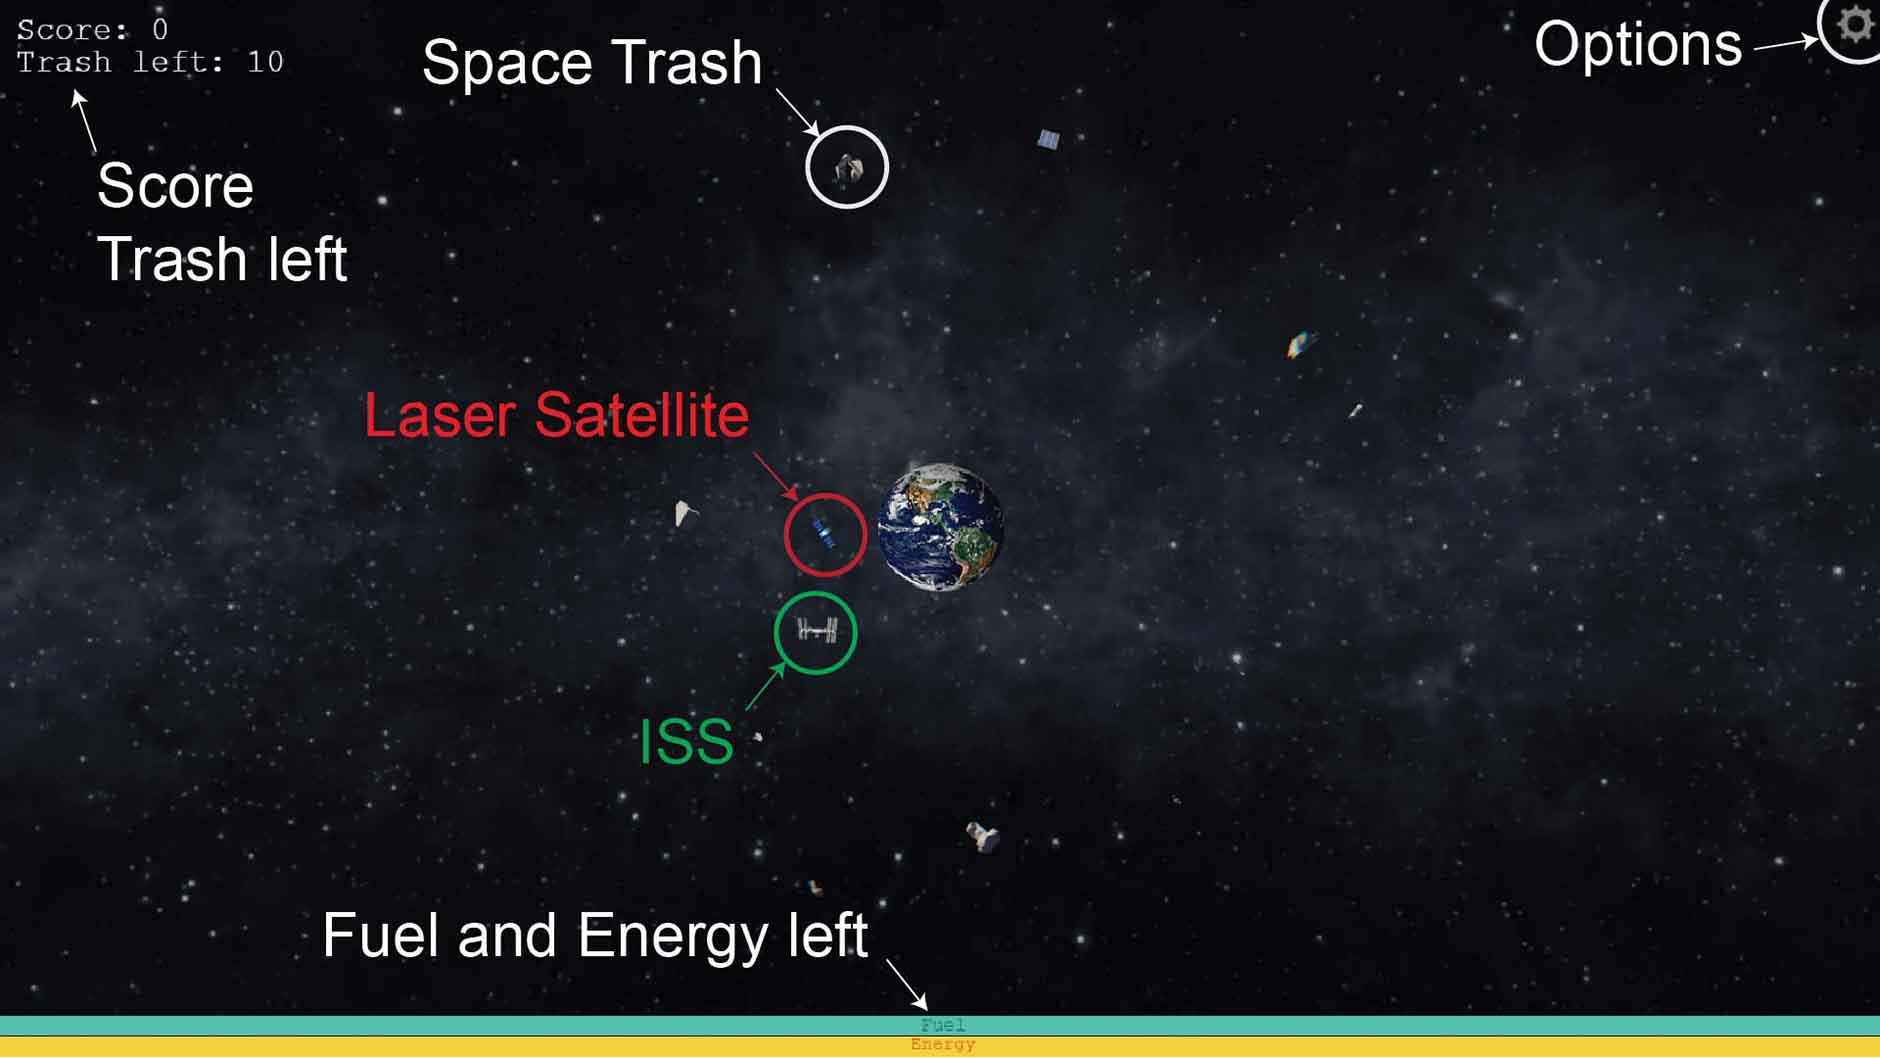 Score: 0
Trash left: 10
Space Trash
Options
Score
Trash left
Laser Satellite
ISS
Fuel and Energy left
Fuel
Energy